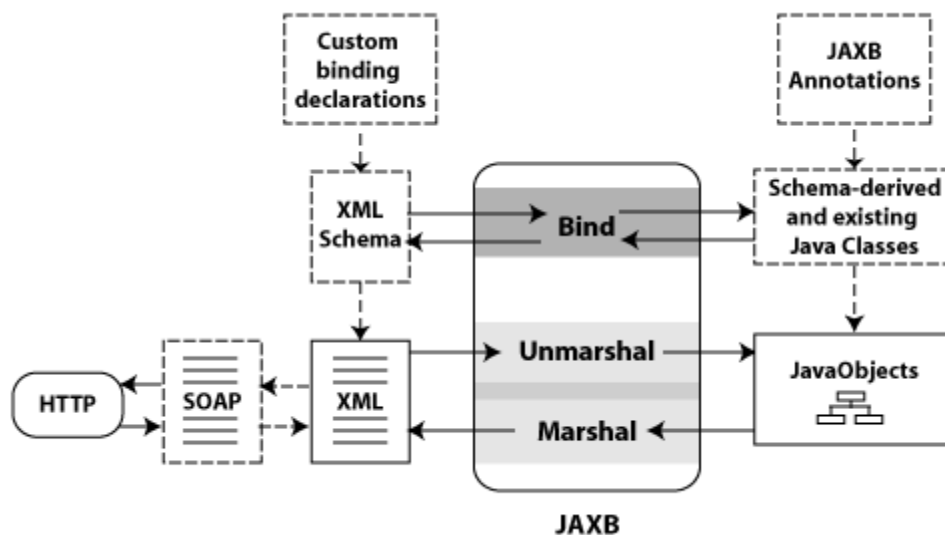 Custom
binding
declarations
JAXB
Annotations
XML
Schema
Bind
Schema-derived
and existing
Java Classes
HTTP
SOAP
XML
Unmarshal
Marshal
JavaObjects
JAXB